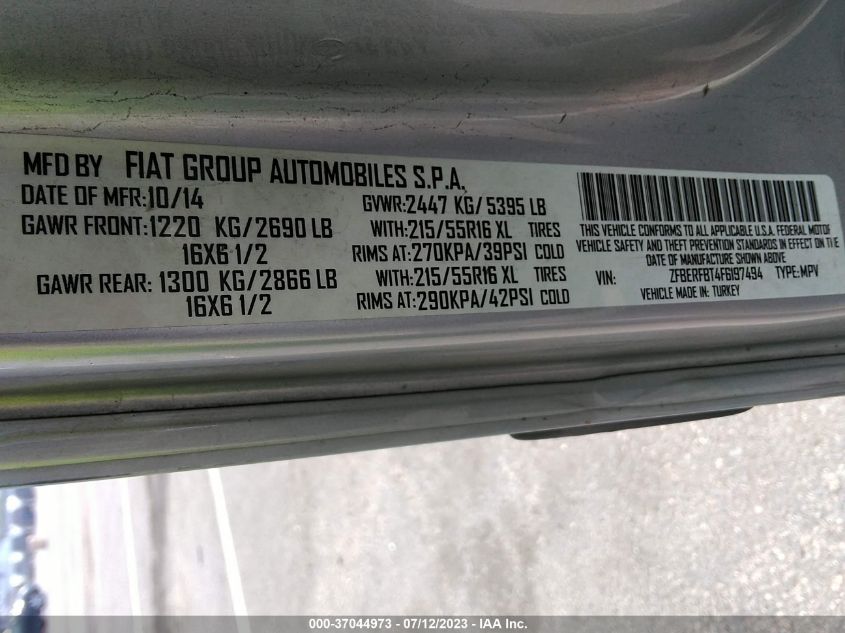 MFD BY FIAT GROUP AUTOMOBILES S.P.A.
DATE OF MFR:10/14 GVWR:2447 KG/5395 LB
GAWR FRONT:1220 KG/2690 LB WITH:215/55R16 XL TIRES
16X6 1/2 RIMS AT:270KPA/39PSI COLD
GAWR REAR: 1300 KG/2866 LB WITH:215/55R16 XL TIRES
16X6 1/2 RIMS AT:290KPA/42PSI COLD
THIS VEHICLE CONFORMS TO ALL APPLICABLE U.S.A. FEDERAL MOTOR
VEHICLE SAFETY AND THEFT PREVENTION STANDARDS IN EFFECT ON THE
DATE OF MANUFACTURE SHOWN ABOVE
VIN: ZFBERFBT4F6197494 TYPE:MPV
VEHICLE MADE IN: TURKEY
000-37044973 - 07/12/2023 - IAA Inc.